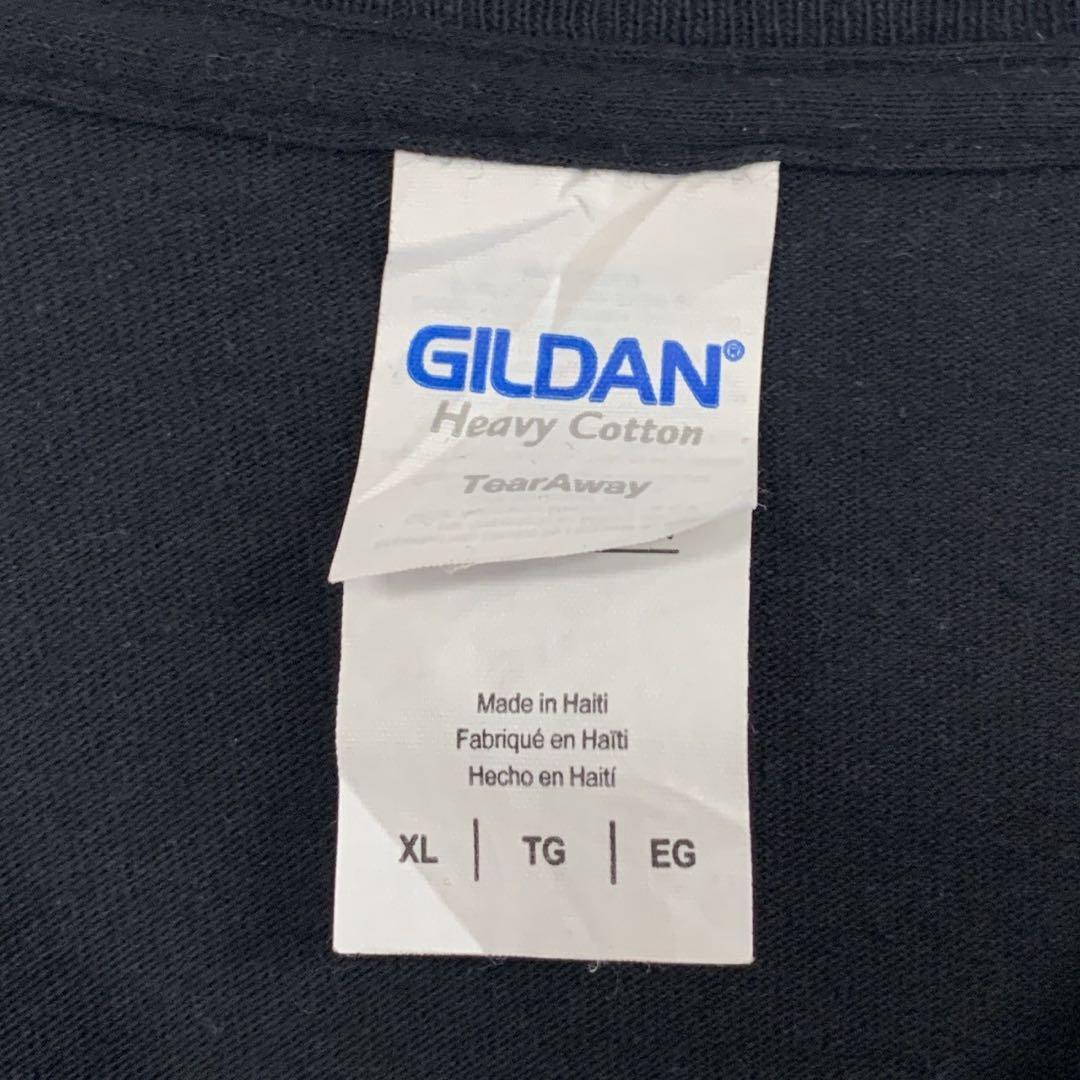 GILDAN®
Heavy Cotton
TearAway
Made in Haiti
Fabriqué en Haïti
Hecho en Haití
XL | TG | EG